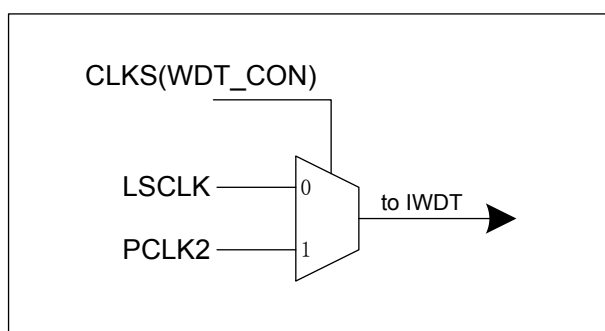 CLKS(WDT_CON)
LSCLK
0
to IWDT
PCLK2
1